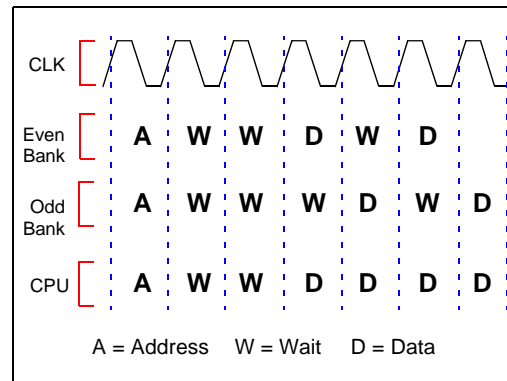 CLK
Even Bank A W W D W D
Odd Bank A W W W D W D
CPU A W W D D D D
A = Address W = Wait D = Data